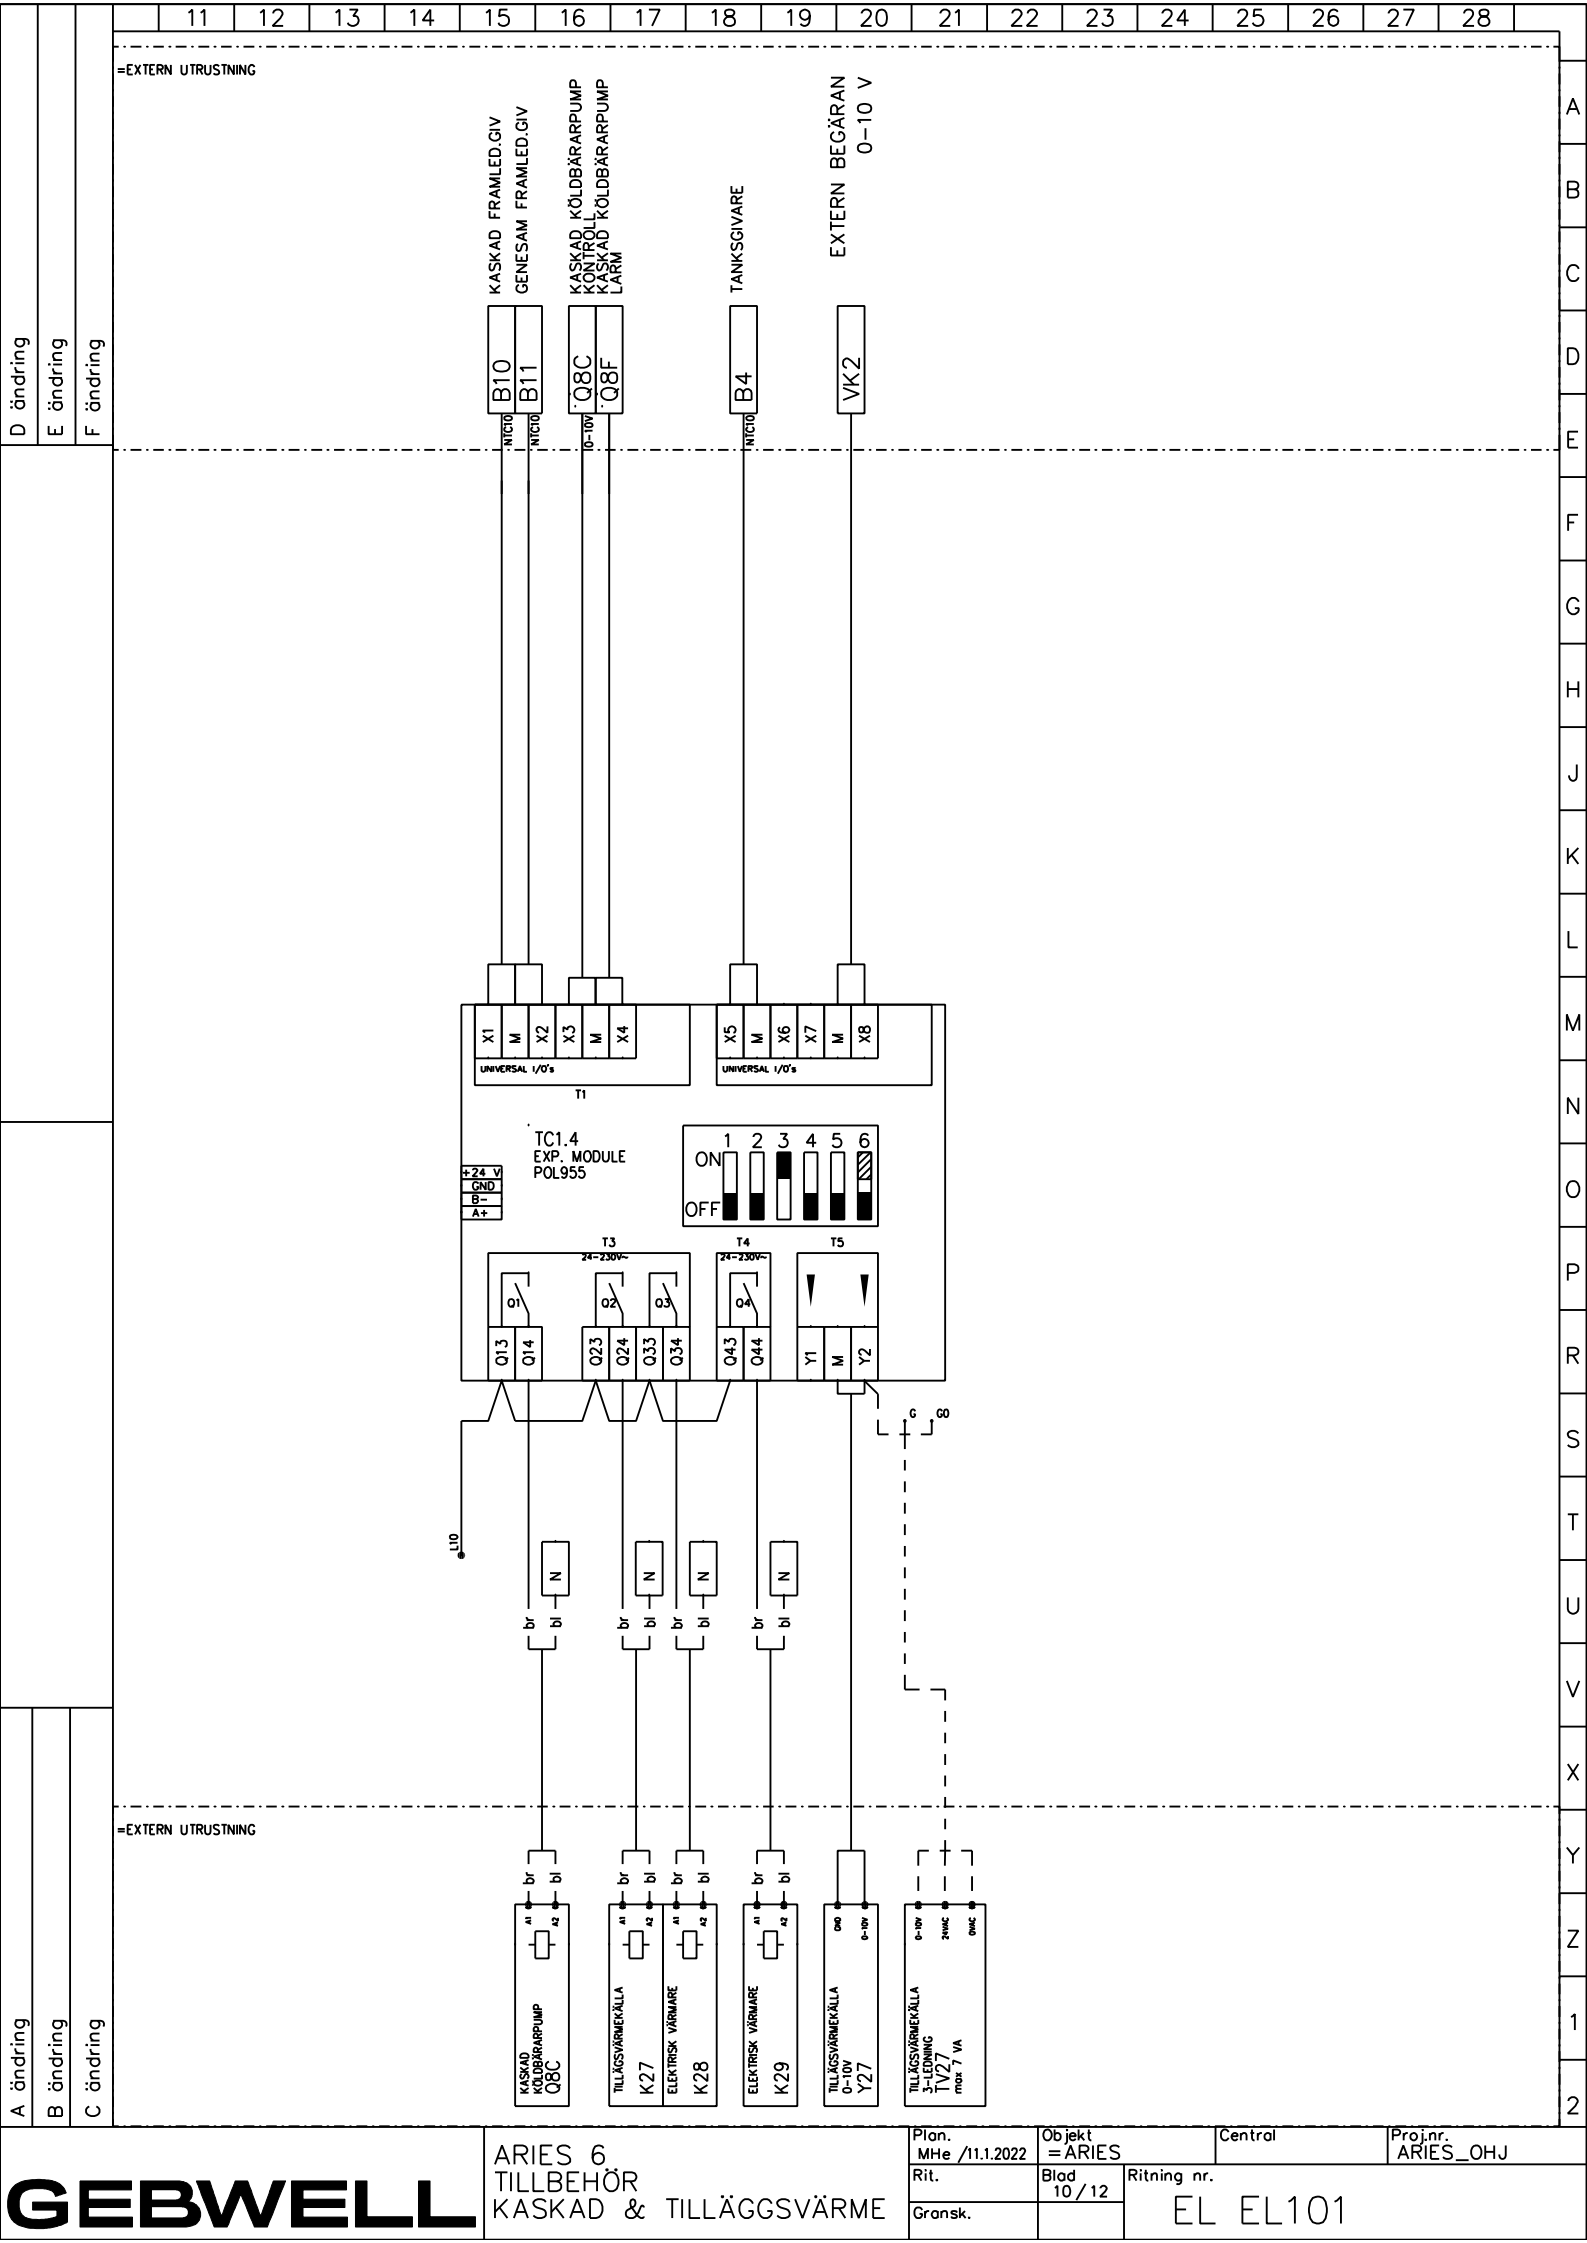 11 12 13 14 15 16 17 18 19 20 21 22 23 24 25 26 27 28
A
B
C
D
E
F
G
H
J
K
L
M
N
O
P
R
S
T
U
V
X
Y
Z
1
2
D ändring
E ändring
F ändring
A ändring
B ändring
C ändring
=EXTERN UTRUSTNING
KASKAD FRAMLED.GIV
GENESAM FRAMLED.GIV
KASKAD KÖLDBÄRARPUMP
KONTROLL
KASKAD KÖLDBÄRARPUMP
LARM
TANKSGIVARE
EXTERN BEGÄRAN
0-10 V
B10
B11
Q8C
Q8F
B4
VK2
NTC10
NTC10
0-10V
NTC10
X1 M X2 X3 M X4
UNIVERSAL I/O's
T1
X5 M X6 X7 M X8
UNIVERSAL I/O's
TC1.4
EXP. MODULE
POL955
+24 V
GND
B-
A+
1 2 3 4 5 6
ON
OFF
T3
24-230V~
T4
24-230V~
T5
Q1 Q2 Q3 Q4
Q13 Q14 Q23 Q24 Q33 Q34 Q43 Q44 Y1 M Y2
G G0
L10
N N N N
br bl br bl br bl br bl
=EXTERN UTRUSTNING
br bl br bl br bl br bl
A1 A2 A1 A2 A1 A2 A1 A2 GND 0-10V 0-10V 24VAC 0VAC
KASKAD
KÖLDBÄRARPUMP
Q8C
TILLÄGSVÄRMEKÄLLA
K27
ELEKTRISK VÄRMARE
K28
ELEKTRISK VÄRMARE
K29
TILLÄGSVÄRMEKÄLLA
0-10V
Y27
TILLÄGSVÄRMEKÄLLA
3-LEDNING
TV27
max 7 VA
GEBWELL
ARIES 6
TILLBEHÖR
KASKAD & TILLÄGGSVÄRME
Plan.
MHe /11.1.2022
Objekt
=ARIES
Central
Proj.nr.
ARIES_OHJ
Rit.
Blad
10/12
Ritning nr.
EL EL101
Gransk.